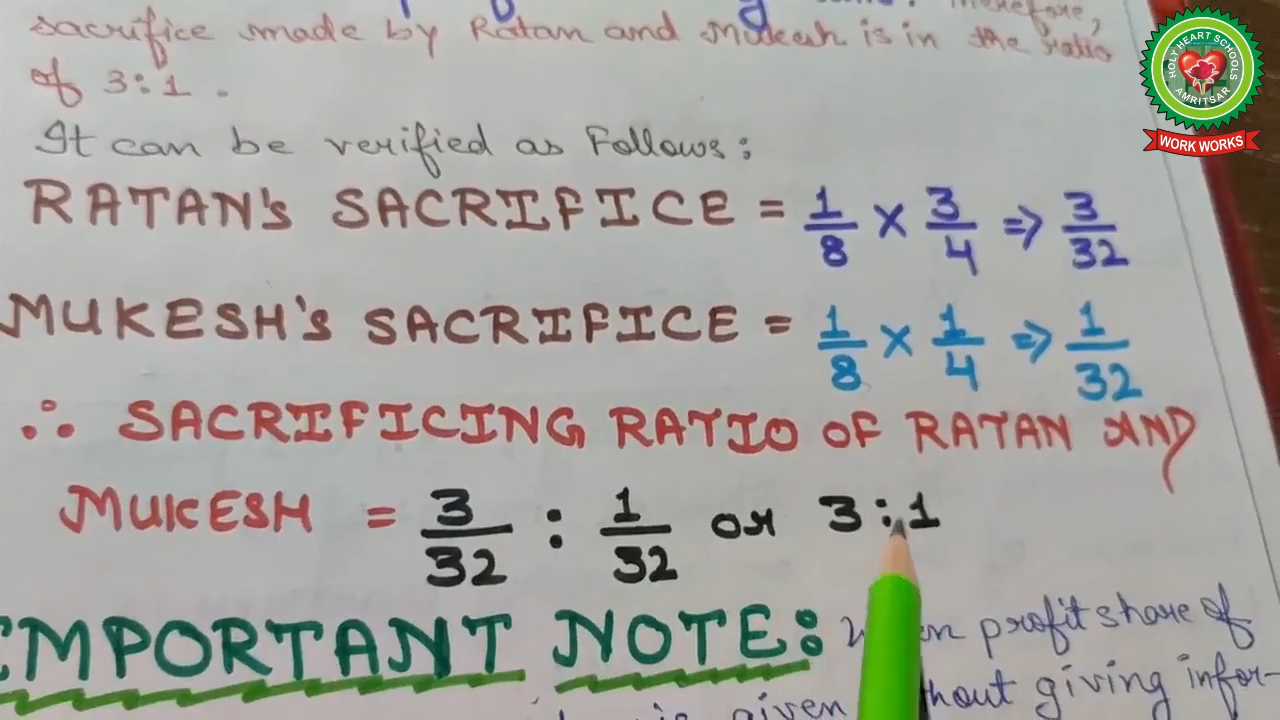 Therefore,
sacrifice made by Ratan and Mukesh is in the ratio
of 3:1.
It can be verified as Follows:
RATAN's SACRIFICE = 1/8 × 3/4 ⇒ 3/32
MUKESH's SACRIFICE = 1/8 × 1/4 ⇒ 1/32
∴ SACRIFICING RATIO OF RATAN AND
MUKESH = 3/32 : 1/32 or 3:1
IMPORTANT NOTE: profit share of
is given giving infor-
HOLY HEART SCHOOLS
AMRITSAR
WORK WORKS